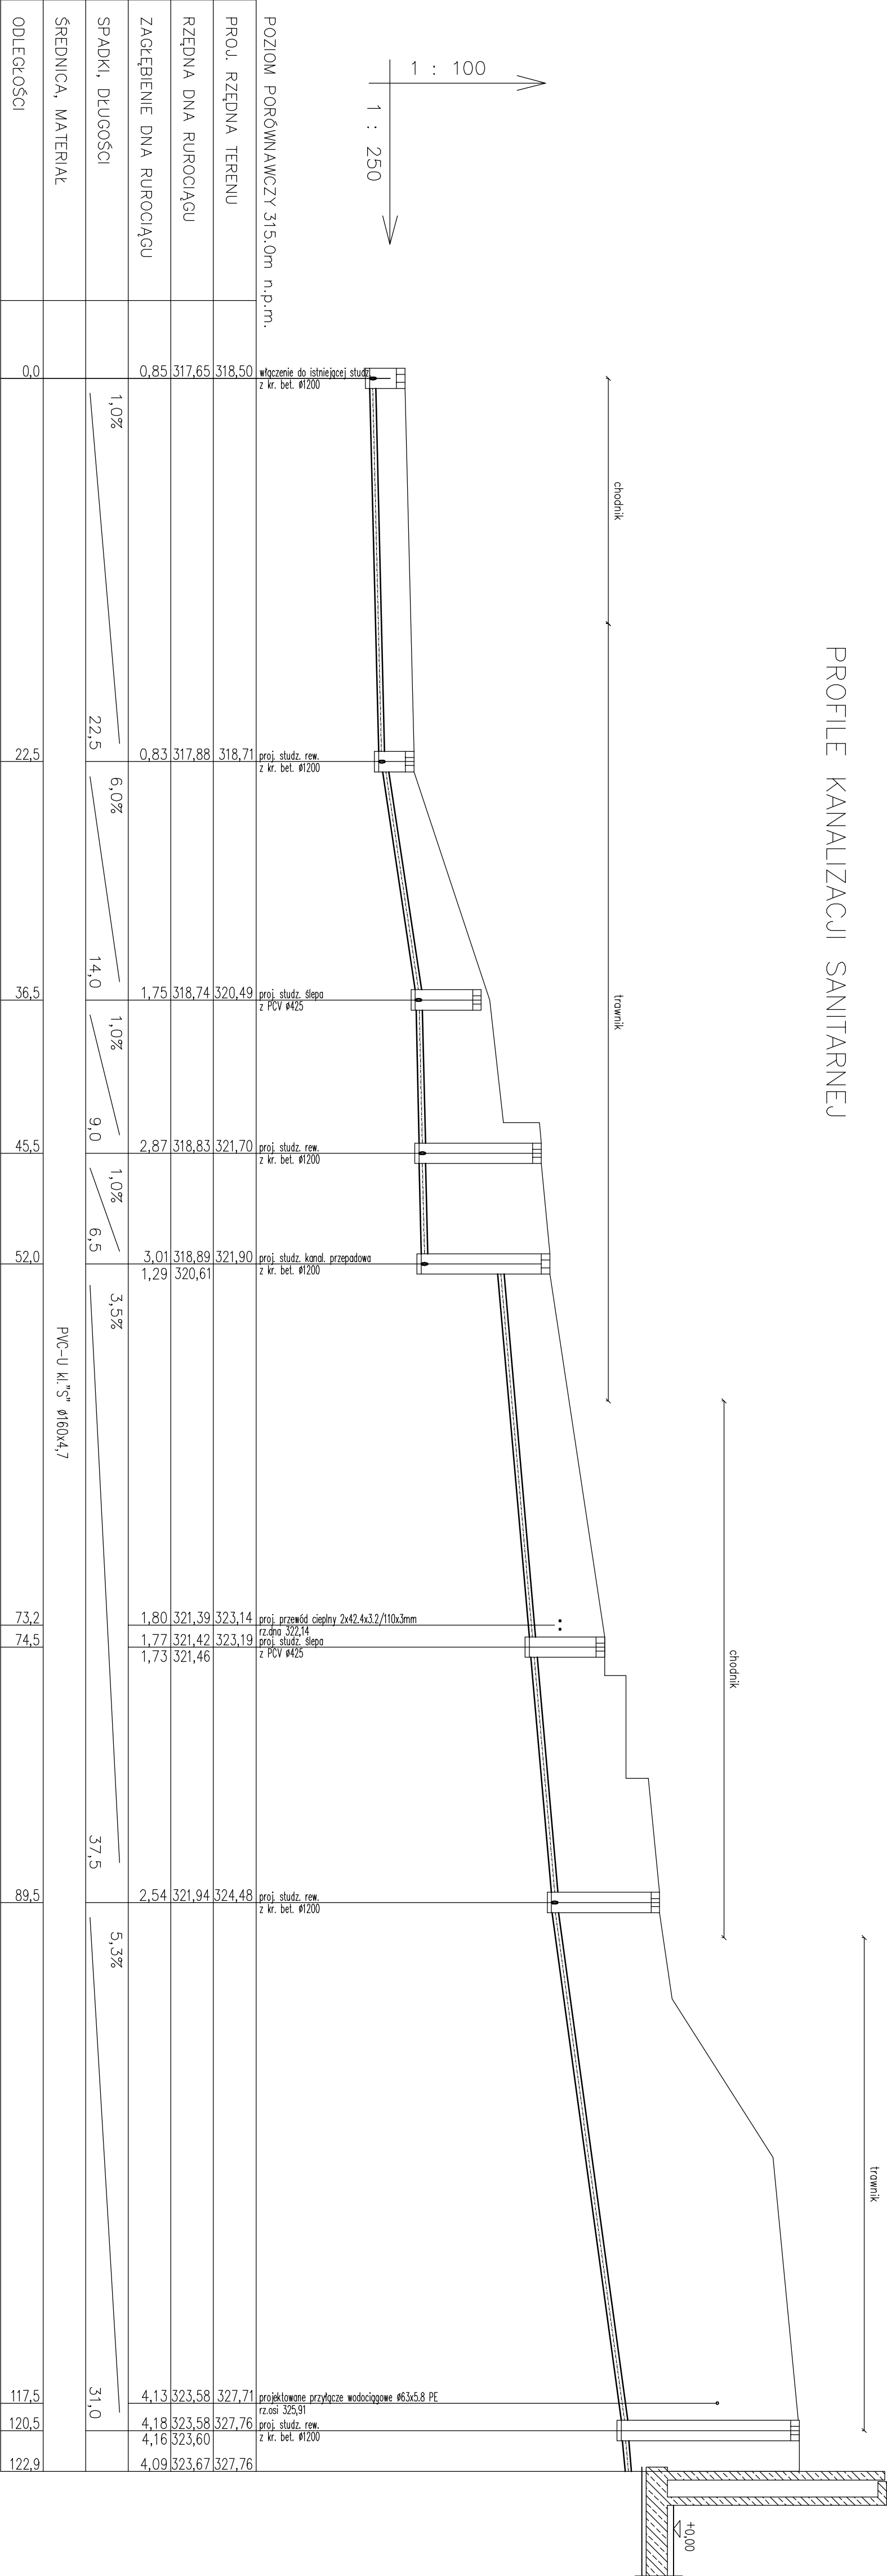 PROFILE KANALIZACJI SANITARNEJ
1 : 100
1 : 250
chodnik
trawnik
chodnik
trawnik
+0,00
POZIOM PORÓWNAWCZY 315.0m n.p.m.
włączenie do istniejącej studz.
z kr. bet. ø1200
proj. studz. rew.
z kr. bet. ø1200
proj. studz. ślepa
z PCV ø425
proj. studz. rew.
z kr. bet. ø1200
proj. studz. kanal. przepadowa
z kr. bet. ø1200
proj. przewód cieplny 2x42.4x3.2/110x3mm
rz.dna 322,14
proj. studz. ślepa
z PCV ø425
proj. studz. rew.
z kr. bet. ø1200
projektowane przyłącze wodociągowe ø63x5.8 PE
rz.osi 325,91
proj. studz. rew.
z kr. bet. ø1200
PROJ. RZĘDNA TERENU
318,50 318,71 320,49 321,70 321,90 323,14 323,19 324,48 327,71 327,76 327,76
RZĘDNA DNA RUROCIĄGU
317,65 317,88 318,74 318,83 318,89 321,39 321,42 321,94 323,58 323,58 323,67
320,61 321,46 323,60
ZAGŁĘBIENIE DNA RUROCIĄGU
0,85 0,83 1,75 2,87 3,01 1,80 1,77 2,54 4,13 4,18 4,09
1,29 1,73 4,16
SPADKI, DŁUGOŚCI
1,0% 6,0% 1,0% 1,0% 3,5% 5,3%
22,5 14,0 9,0 6,5 37,5 31,0
ŚREDNICA, MATERIAŁ
PVC-U kl."S" ø160x4,7
ODLEGŁOŚCI
0,0 22,5 36,5 45,5 52,0 73,2 74,5 89,5 117,5 120,5 122,9